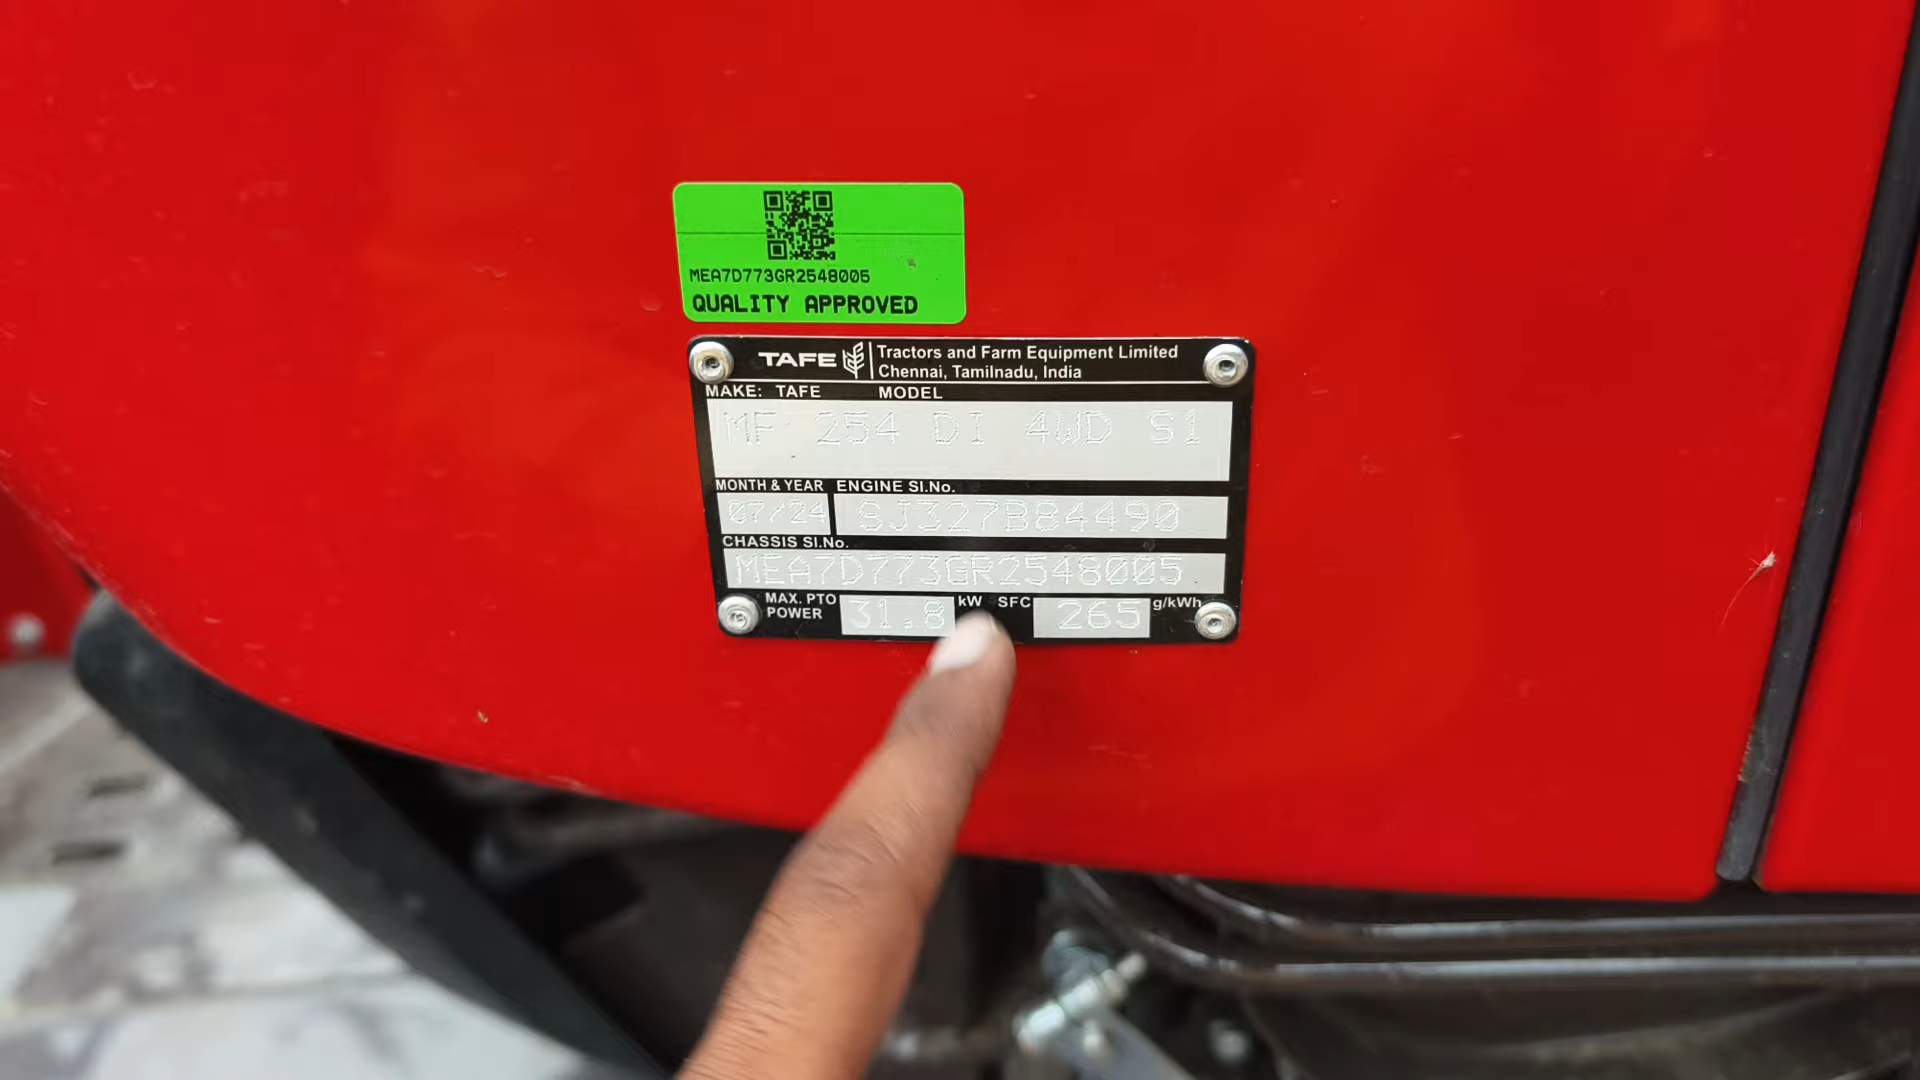 MEA7D773GR2548005
QUALITY APPROVED
TAFE Tractors and Farm Equipment Limited
Chennai, Tamilnadu, India
MAKE: TAFE MODEL
MF 254 DI 4WD S1
MONTH & YEAR ENGINE SI.No.
07/24 SJ327B84490
CHASSIS SI.No.
MEA7D773GR2548005
MAX. PTO POWER 31.8 kW SFC 265 g/kWh